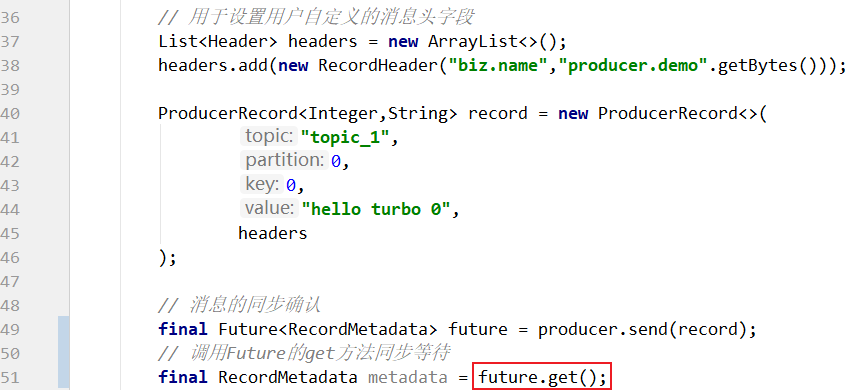 36 // 用于设置用户自定义的消息头字段
37 List<Header> headers = new ArrayList<>();
38 headers.add(new RecordHeader("biz.name","producer.demo".getBytes()));
39
40 ProducerRecord<Integer,String> record = new ProducerRecord<>(
41 topic: "topic_1",
42 partition: 0,
43 key: 0,
44 value: "hello turbo 0",
45 headers
46 );
47
48 // 消息的同步确认
49 final Future<RecordMetadata> future = producer.send(record);
50 // 调用Future的get方法同步等待
51 final RecordMetadata metadata = future.get();